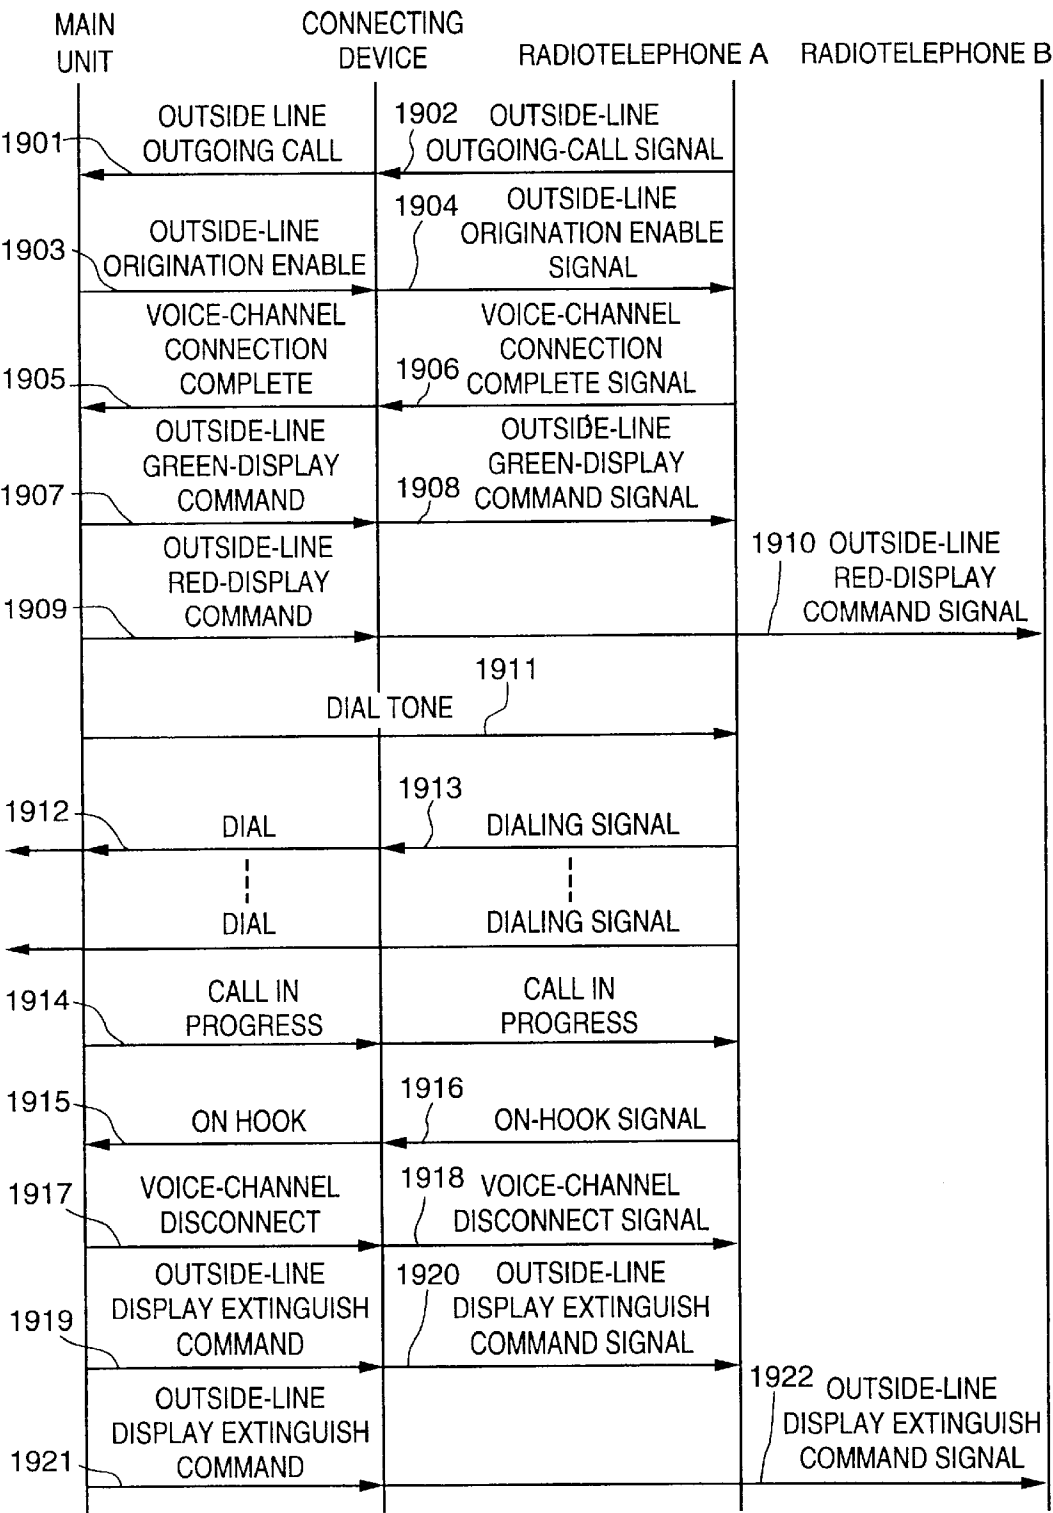 MAIN
UNIT
CONNECTING
DEVICE
RADIOTELEPHONE A
RADIOTELEPHONE B
1901
OUTSIDE LINE
OUTGOING CALL
1902
OUTSIDE-LINE
OUTGOING-CALL SIGNAL
1903
OUTSIDE-LINE
ORIGINATION ENABLE
1904
OUTSIDE-LINE
ORIGINATION ENABLE
SIGNAL
1905
VOICE-CHANNEL
CONNECTION
COMPLETE
1906
VOICE-CHANNEL
CONNECTION
COMPLETE SIGNAL
1907
OUTSIDE-LINE
GREEN-DISPLAY
COMMAND
1908
OUTSIDE-LINE
GREEN-DISPLAY
COMMAND SIGNAL
1909
OUTSIDE-LINE
RED-DISPLAY
COMMAND
1910
OUTSIDE-LINE
RED-DISPLAY
COMMAND SIGNAL
1911
DIAL TONE
1912
DIAL
1913
DIALING SIGNAL
DIAL
DIALING SIGNAL
1914
CALL IN
PROGRESS
CALL IN
PROGRESS
1915
ON HOOK
1916
ON-HOOK SIGNAL
1917
VOICE-CHANNEL
DISCONNECT
1918
VOICE-CHANNEL
DISCONNECT SIGNAL
1919
OUTSIDE-LINE
DISPLAY EXTINGUISH
COMMAND
1920
OUTSIDE-LINE
DISPLAY EXTINGUISH
COMMAND SIGNAL
1921
OUTSIDE-LINE
DISPLAY EXTINGUISH
COMMAND
1922
OUTSIDE-LINE
DISPLAY EXTINGUISH
COMMAND SIGNAL